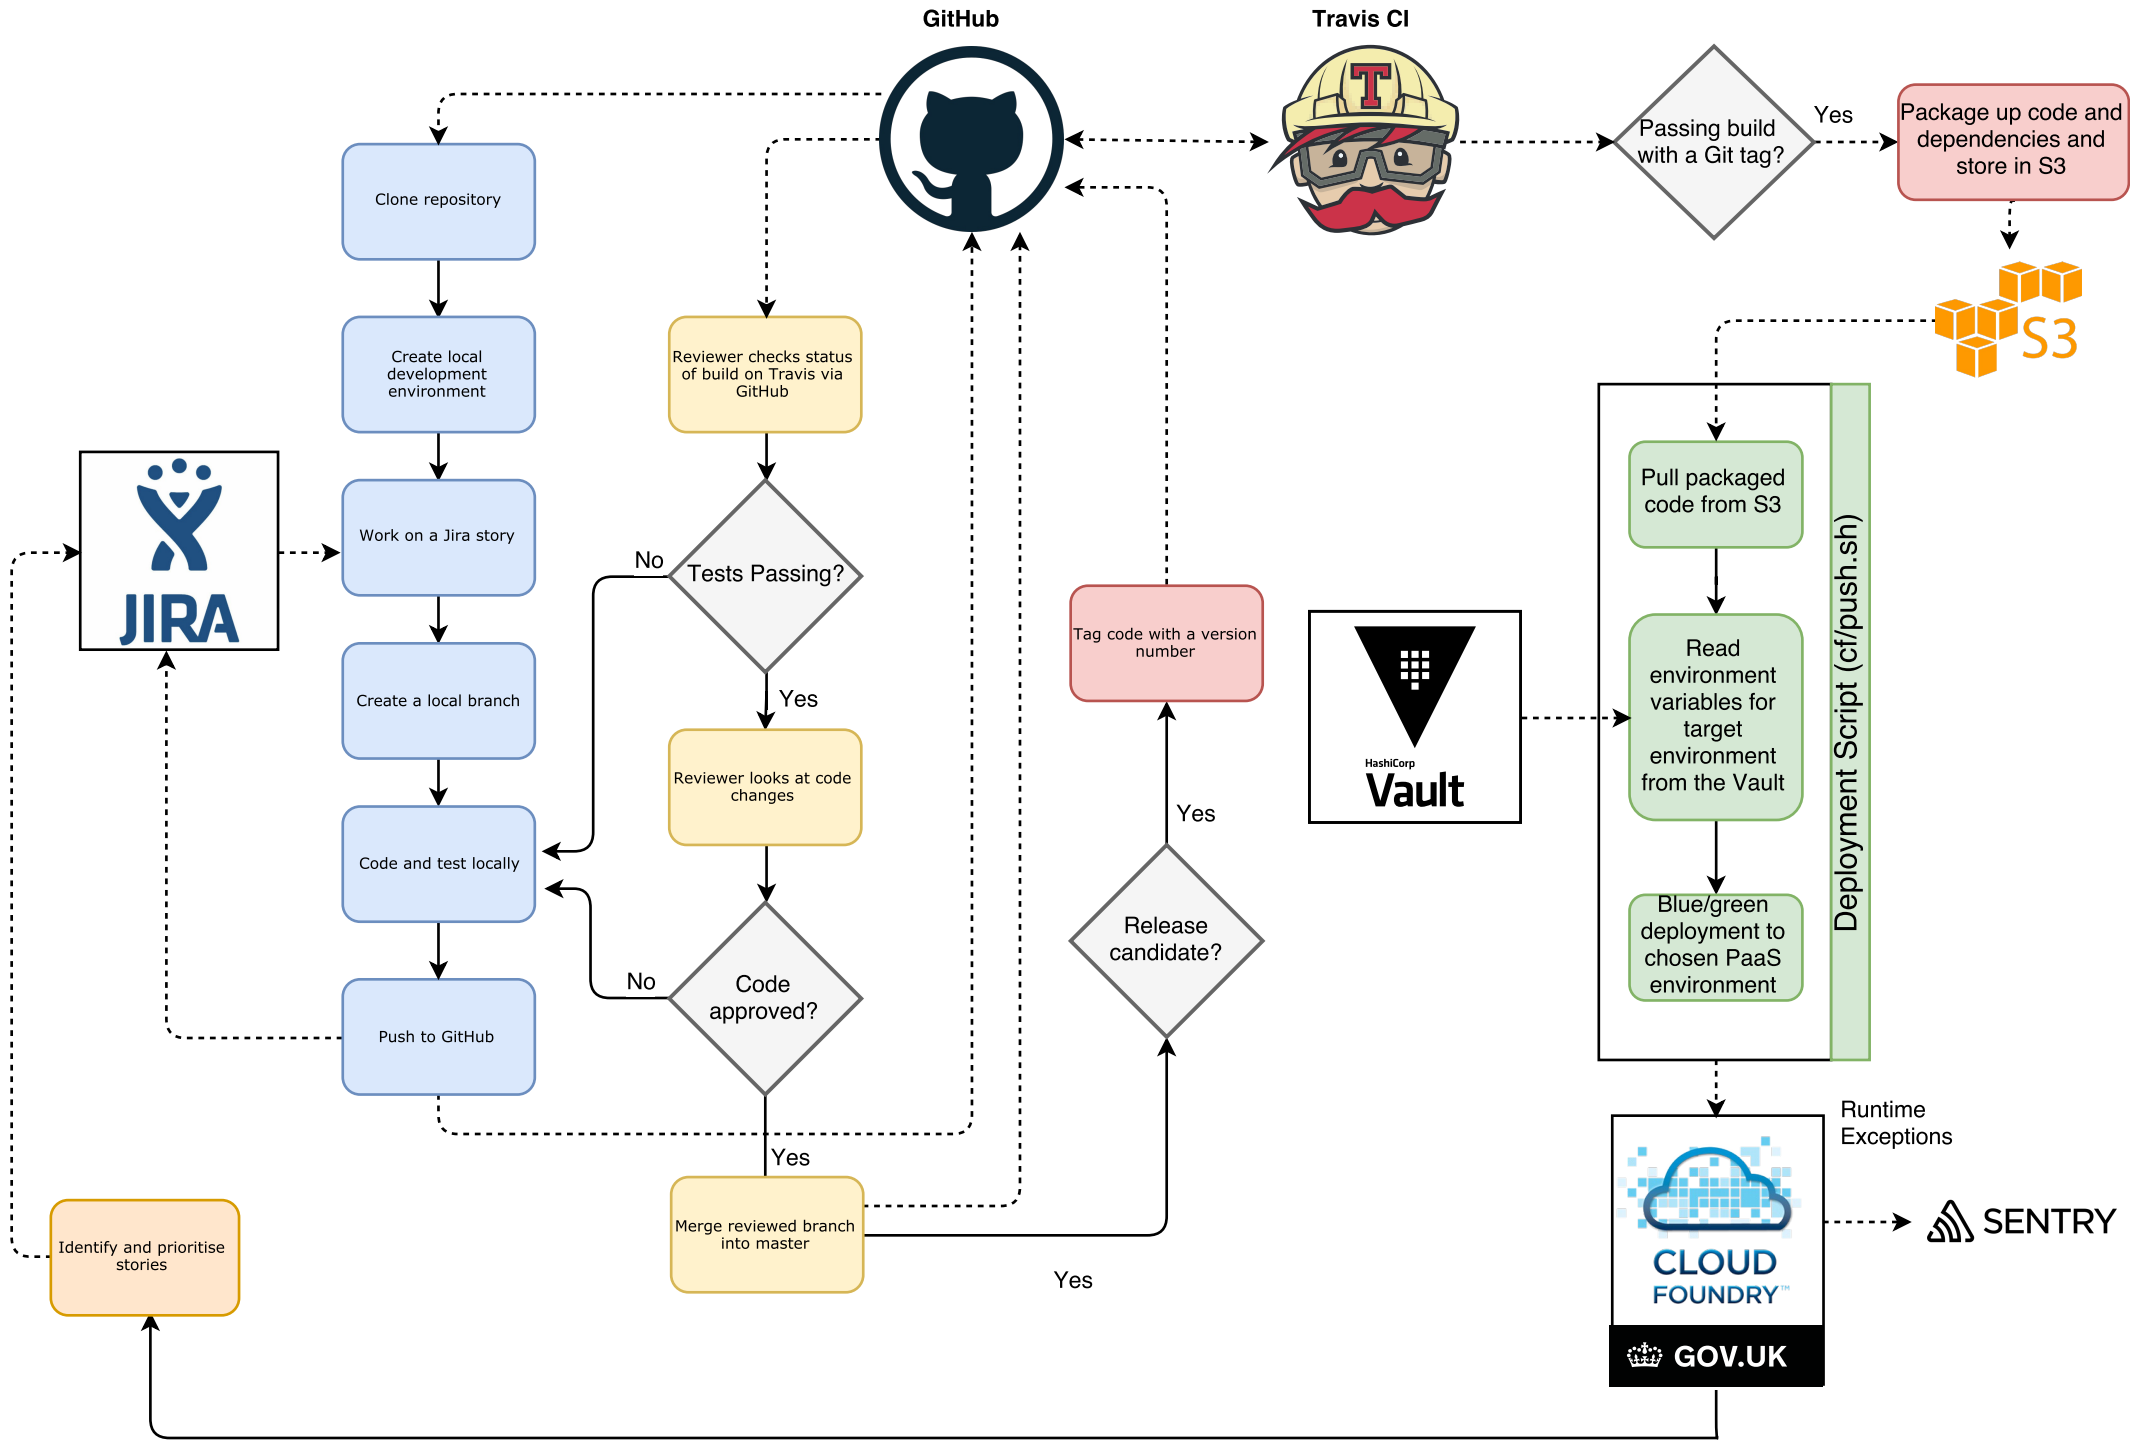 GitHub
Travis CI
T
Clone repository
Passing build
with a Git tag?
Yes
Package up code and
dependencies and
store in S3
S3
Create local
development
environment
Reviewer checks status
of build on Travis via
GitHub
JIRA
Work on a Jira story
No
Tests Passing?
Yes
Create a local branch
Reviewer looks at code
changes
Code and test locally
No
Code
approved?
Push to GitHub
Yes
Merge reviewed branch
into master
Yes
Identify and prioritise
stories
Tag code with a version
number
Yes
Release
candidate?
HashiCorp
Vault
Pull packaged
code from S3
Read
environment
variables for
target
environment
from the Vault
Blue/green
deployment to
chosen PaaS
environment
Deployment Script (cf/push.sh)
Runtime
Exceptions
CLOUD
FOUNDRY™
SENTRY
GOV.UK